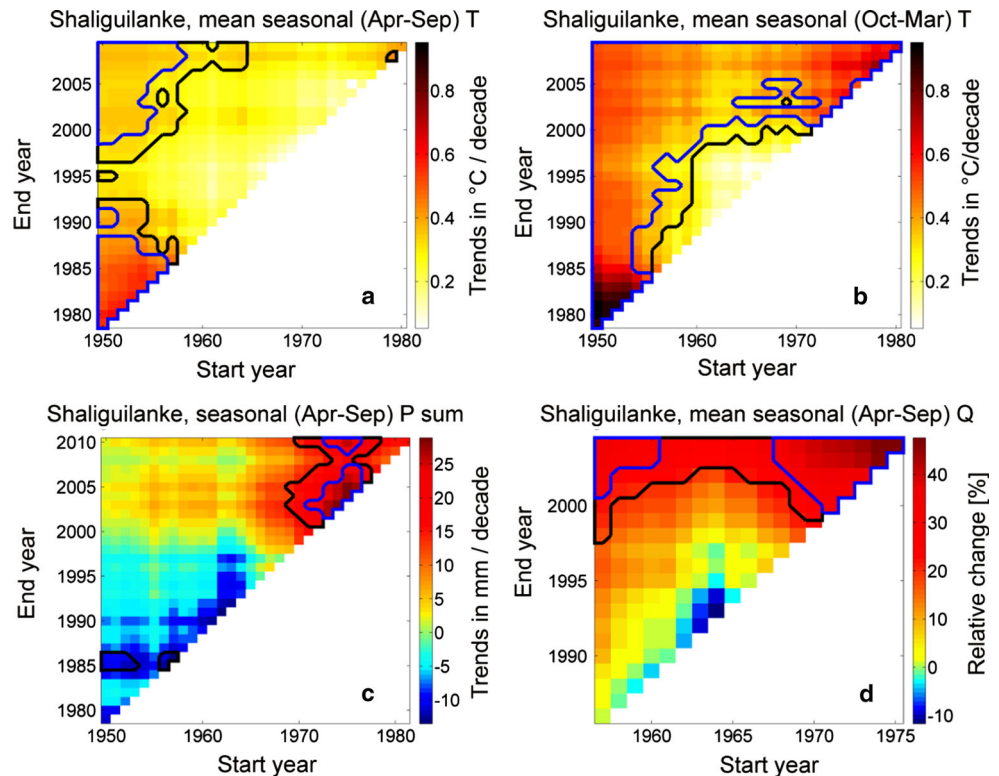 Shaliguilanke, mean seasonal (Apr-Sep) T
End year
2005
2000
1995
1990
1985
1980
1950 1960 1970 1980
Start year
a
0.8
0.6
0.4
0.2
Trends in °C / decade
Shaliguilanke, mean seasonal (Oct-Mar) T
End year
2005
2000
1995
1990
1985
1980
1950 1960 1970 1980
Start year
b
0.8
0.6
0.4
0.2
Trends in °C/decade
Shaliguilanke, seasonal (Apr-Sep) P sum
End year
2010
2005
2000
1995
1990
1985
1980
1950 1960 1970 1980
Start year
c
25
20
15
10
5
0
-5
-10
Trends in mm / decade
Shaliguilanke, mean seasonal (Apr-Sep) Q
End year
2000
1995
1990
1960 1965 1970 1975
Start year
d
40
30
20
10
0
-10
Relative change [%]